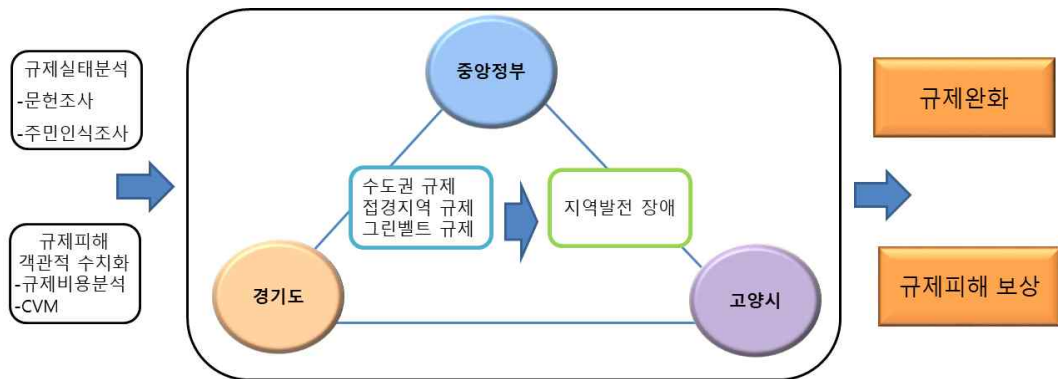 규제실태분석
-문헌조사
-주민인식조사
규제피해
객관적 수치화
-규제비용분석
-CVM
중앙정부
수도권 규제
접경지역 규제
그린벨트 규제
지역발전 장애
경기도
고양시
규제완화
규제피해 보상